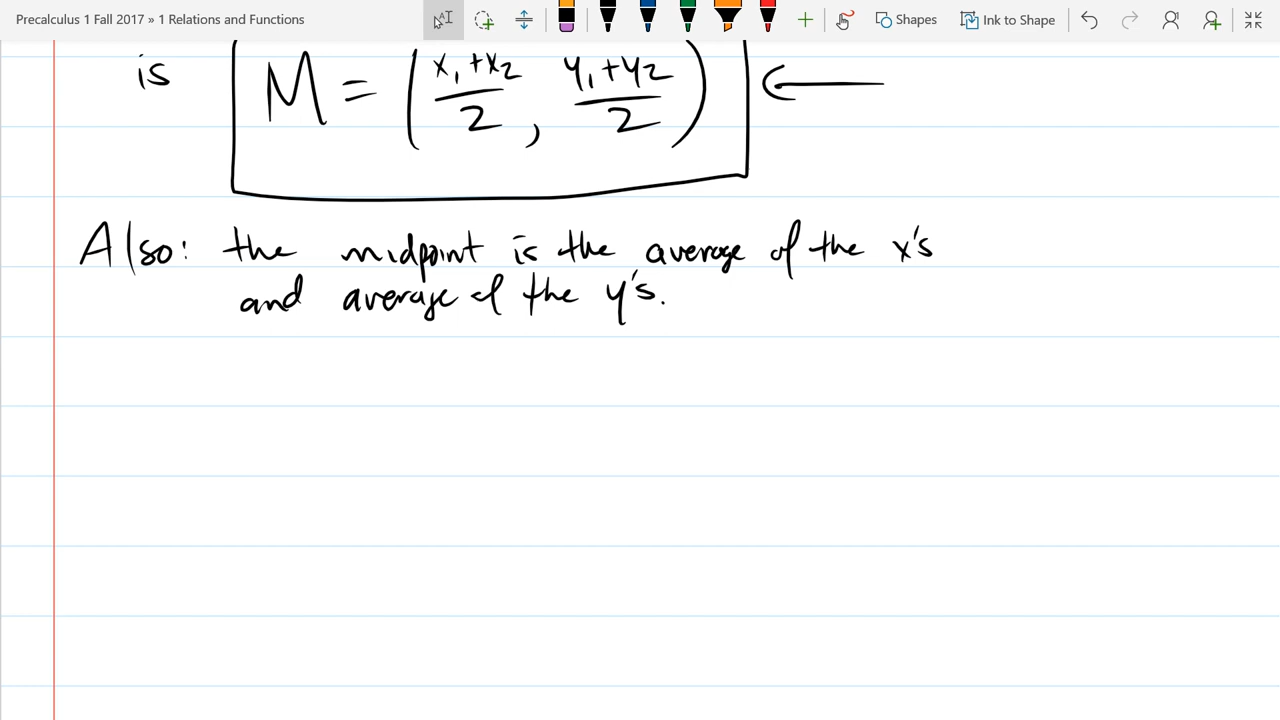 Precalculus 1 Fall 2017 » 1 Relations and Functions
Shapes
Ink to Shape
is M = (x₁+x₂/2, y₁+y₂/2)
Also: the midpoint is the average of the x's
and average of the y's.